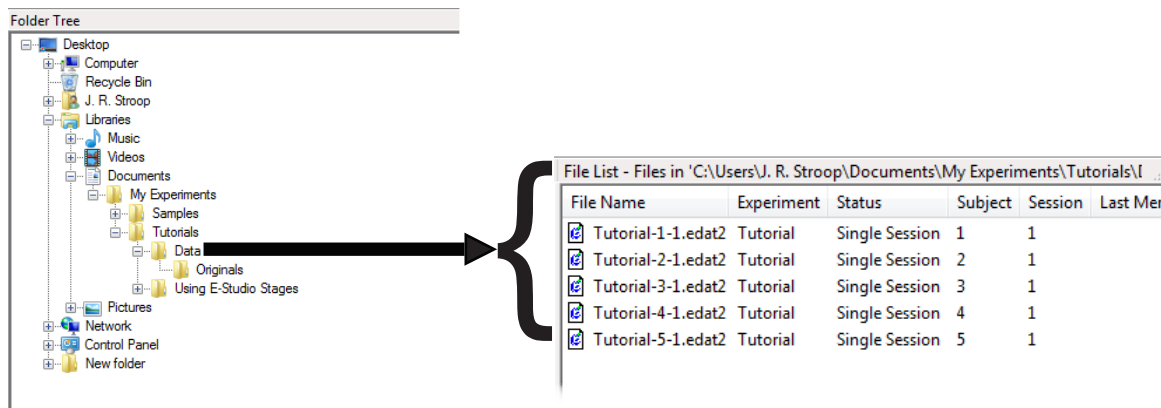 Folder Tree
Desktop
Computer
Recycle Bin
J. R. Stroop
Libraries
Music
Videos
Documents
My Experiments
Samples
Tutorials
Data
Originals
Using E-Studio Stages
Pictures
Network
Control Panel
New folder
File List - Files in 'C:\Users\J. R. Stroop\Documents\My Experiments\Tutorials\
File Name Experiment Status Subject Session Last Mer
Tutorial-1-1.edat2 Tutorial Single Session 1 1
Tutorial-2-1.edat2 Tutorial Single Session 2 1
Tutorial-3-1.edat2 Tutorial Single Session 3 1
Tutorial-4-1.edat2 Tutorial Single Session 4 1
Tutorial-5-1.edat2 Tutorial Single Session 5 1